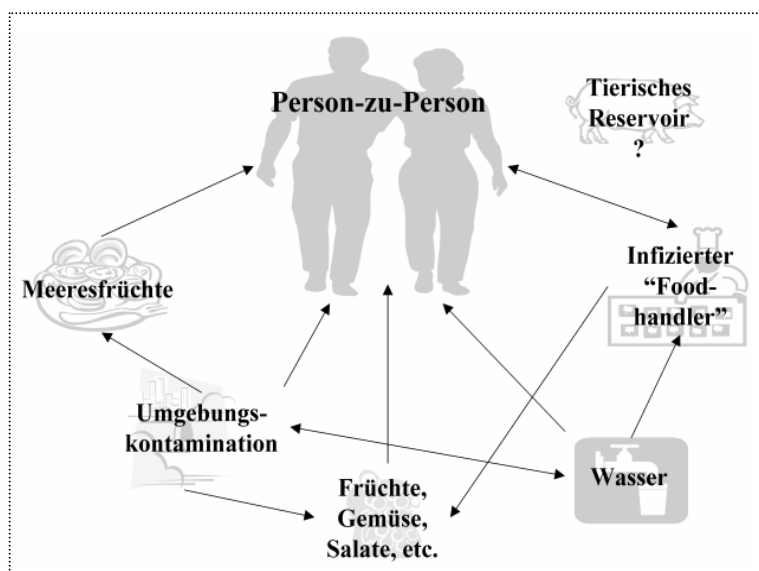 Person-zu-Person
Tierisches
Reservoir
?
Meeresfrüchte
Infizierter
“Food-
handler”
Umgebungs-
kontamination
Früchte,
Gemüse,
Salate, etc.
Wasser